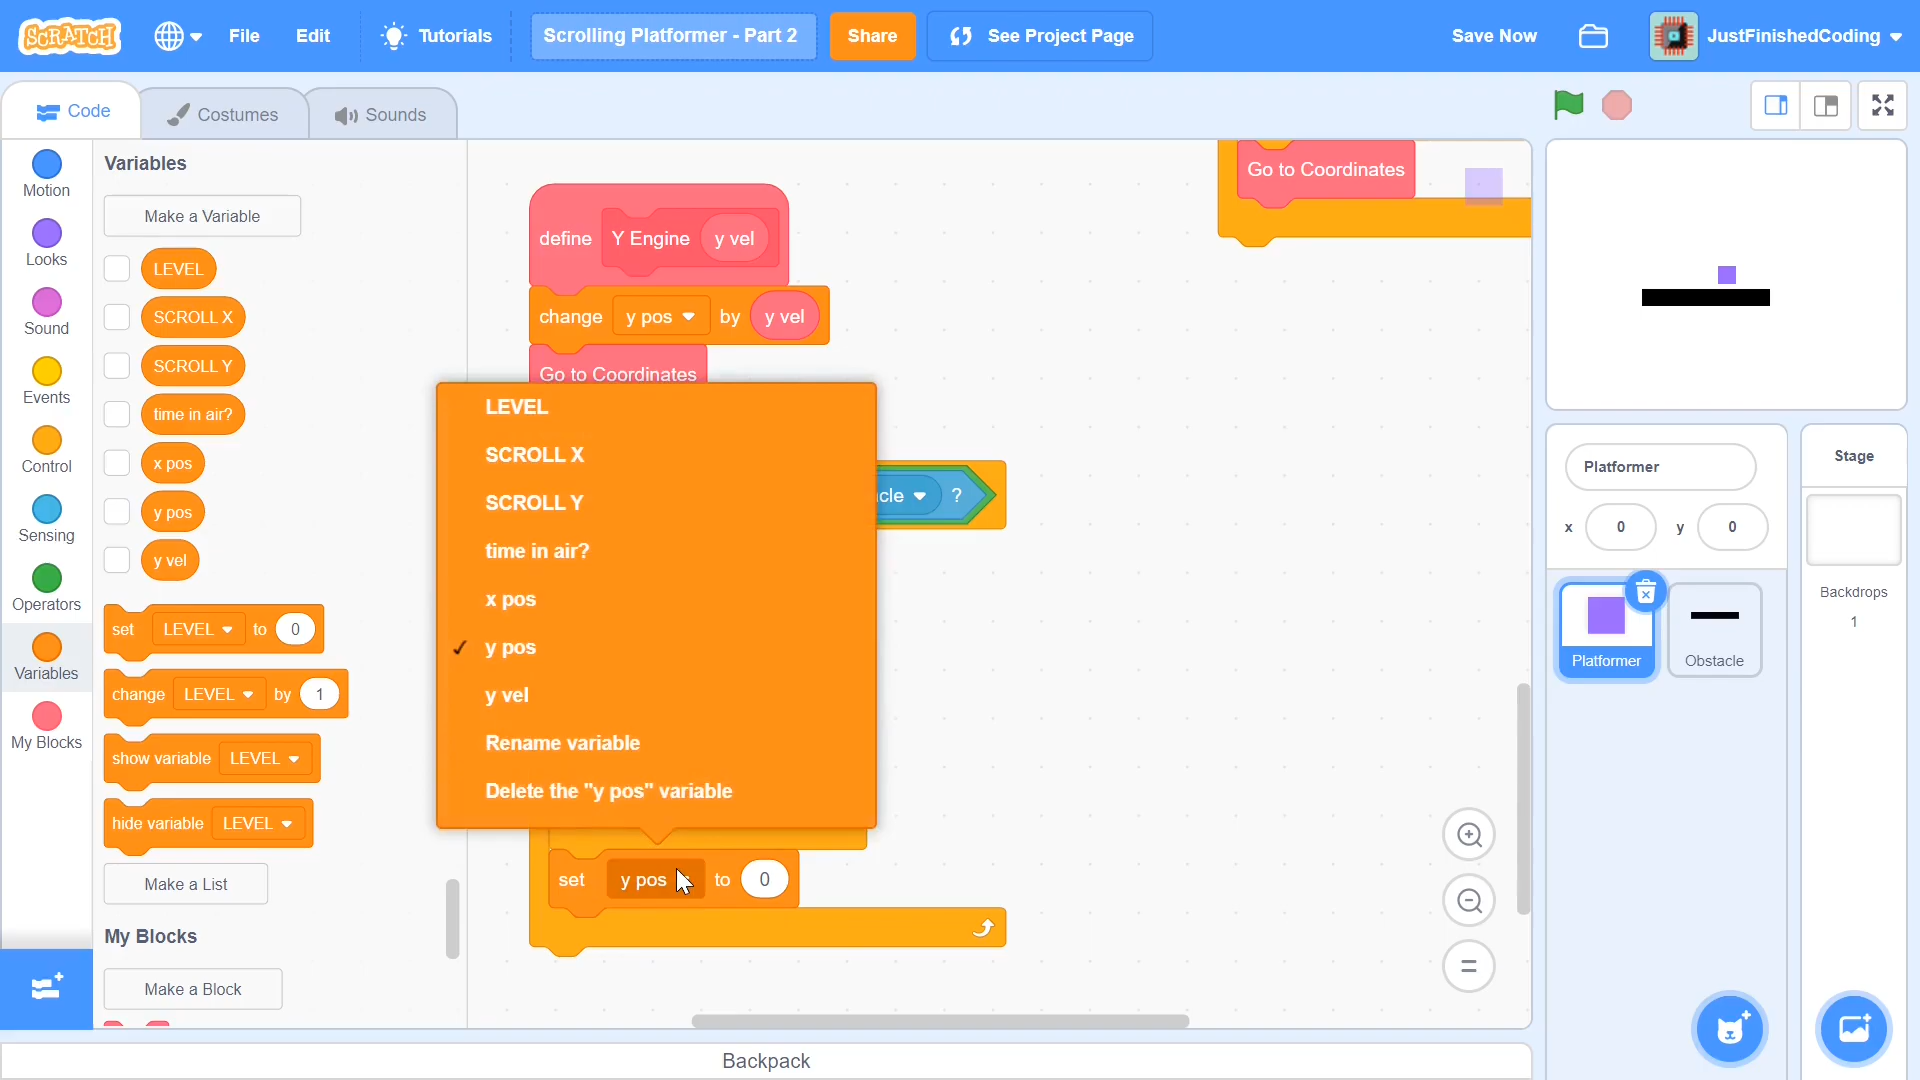 SCRATCH
File
Edit
Tutorials
Scrolling Platformer - Part 2
Share
See Project Page
Save Now
JustFinishedCoding
Code
Costumes
Sounds
Motion
Looks
Sound
Events
Control
Sensing
Operators
Variables
My Blocks
Variables
Make a Variable
LEVEL
SCROLL X
SCROLL Y
time in air?
x pos
y pos
y vel
set LEVEL to 0
change LEVEL by 1
show variable LEVEL
hide variable LEVEL
Make a List
My Blocks
Make a Block
define Y Engine y vel
change y pos by y vel
Go to Coordinates
cle ?
LEVEL
SCROLL X
SCROLL Y
time in air?
x pos
✓ y pos
y vel
Rename variable
Delete the "y pos" variable
set y pos to 0
Go to Coordinates
Platformer
x 0 y 0
Platformer
Obstacle
Stage
Backdrops
1
Backpack